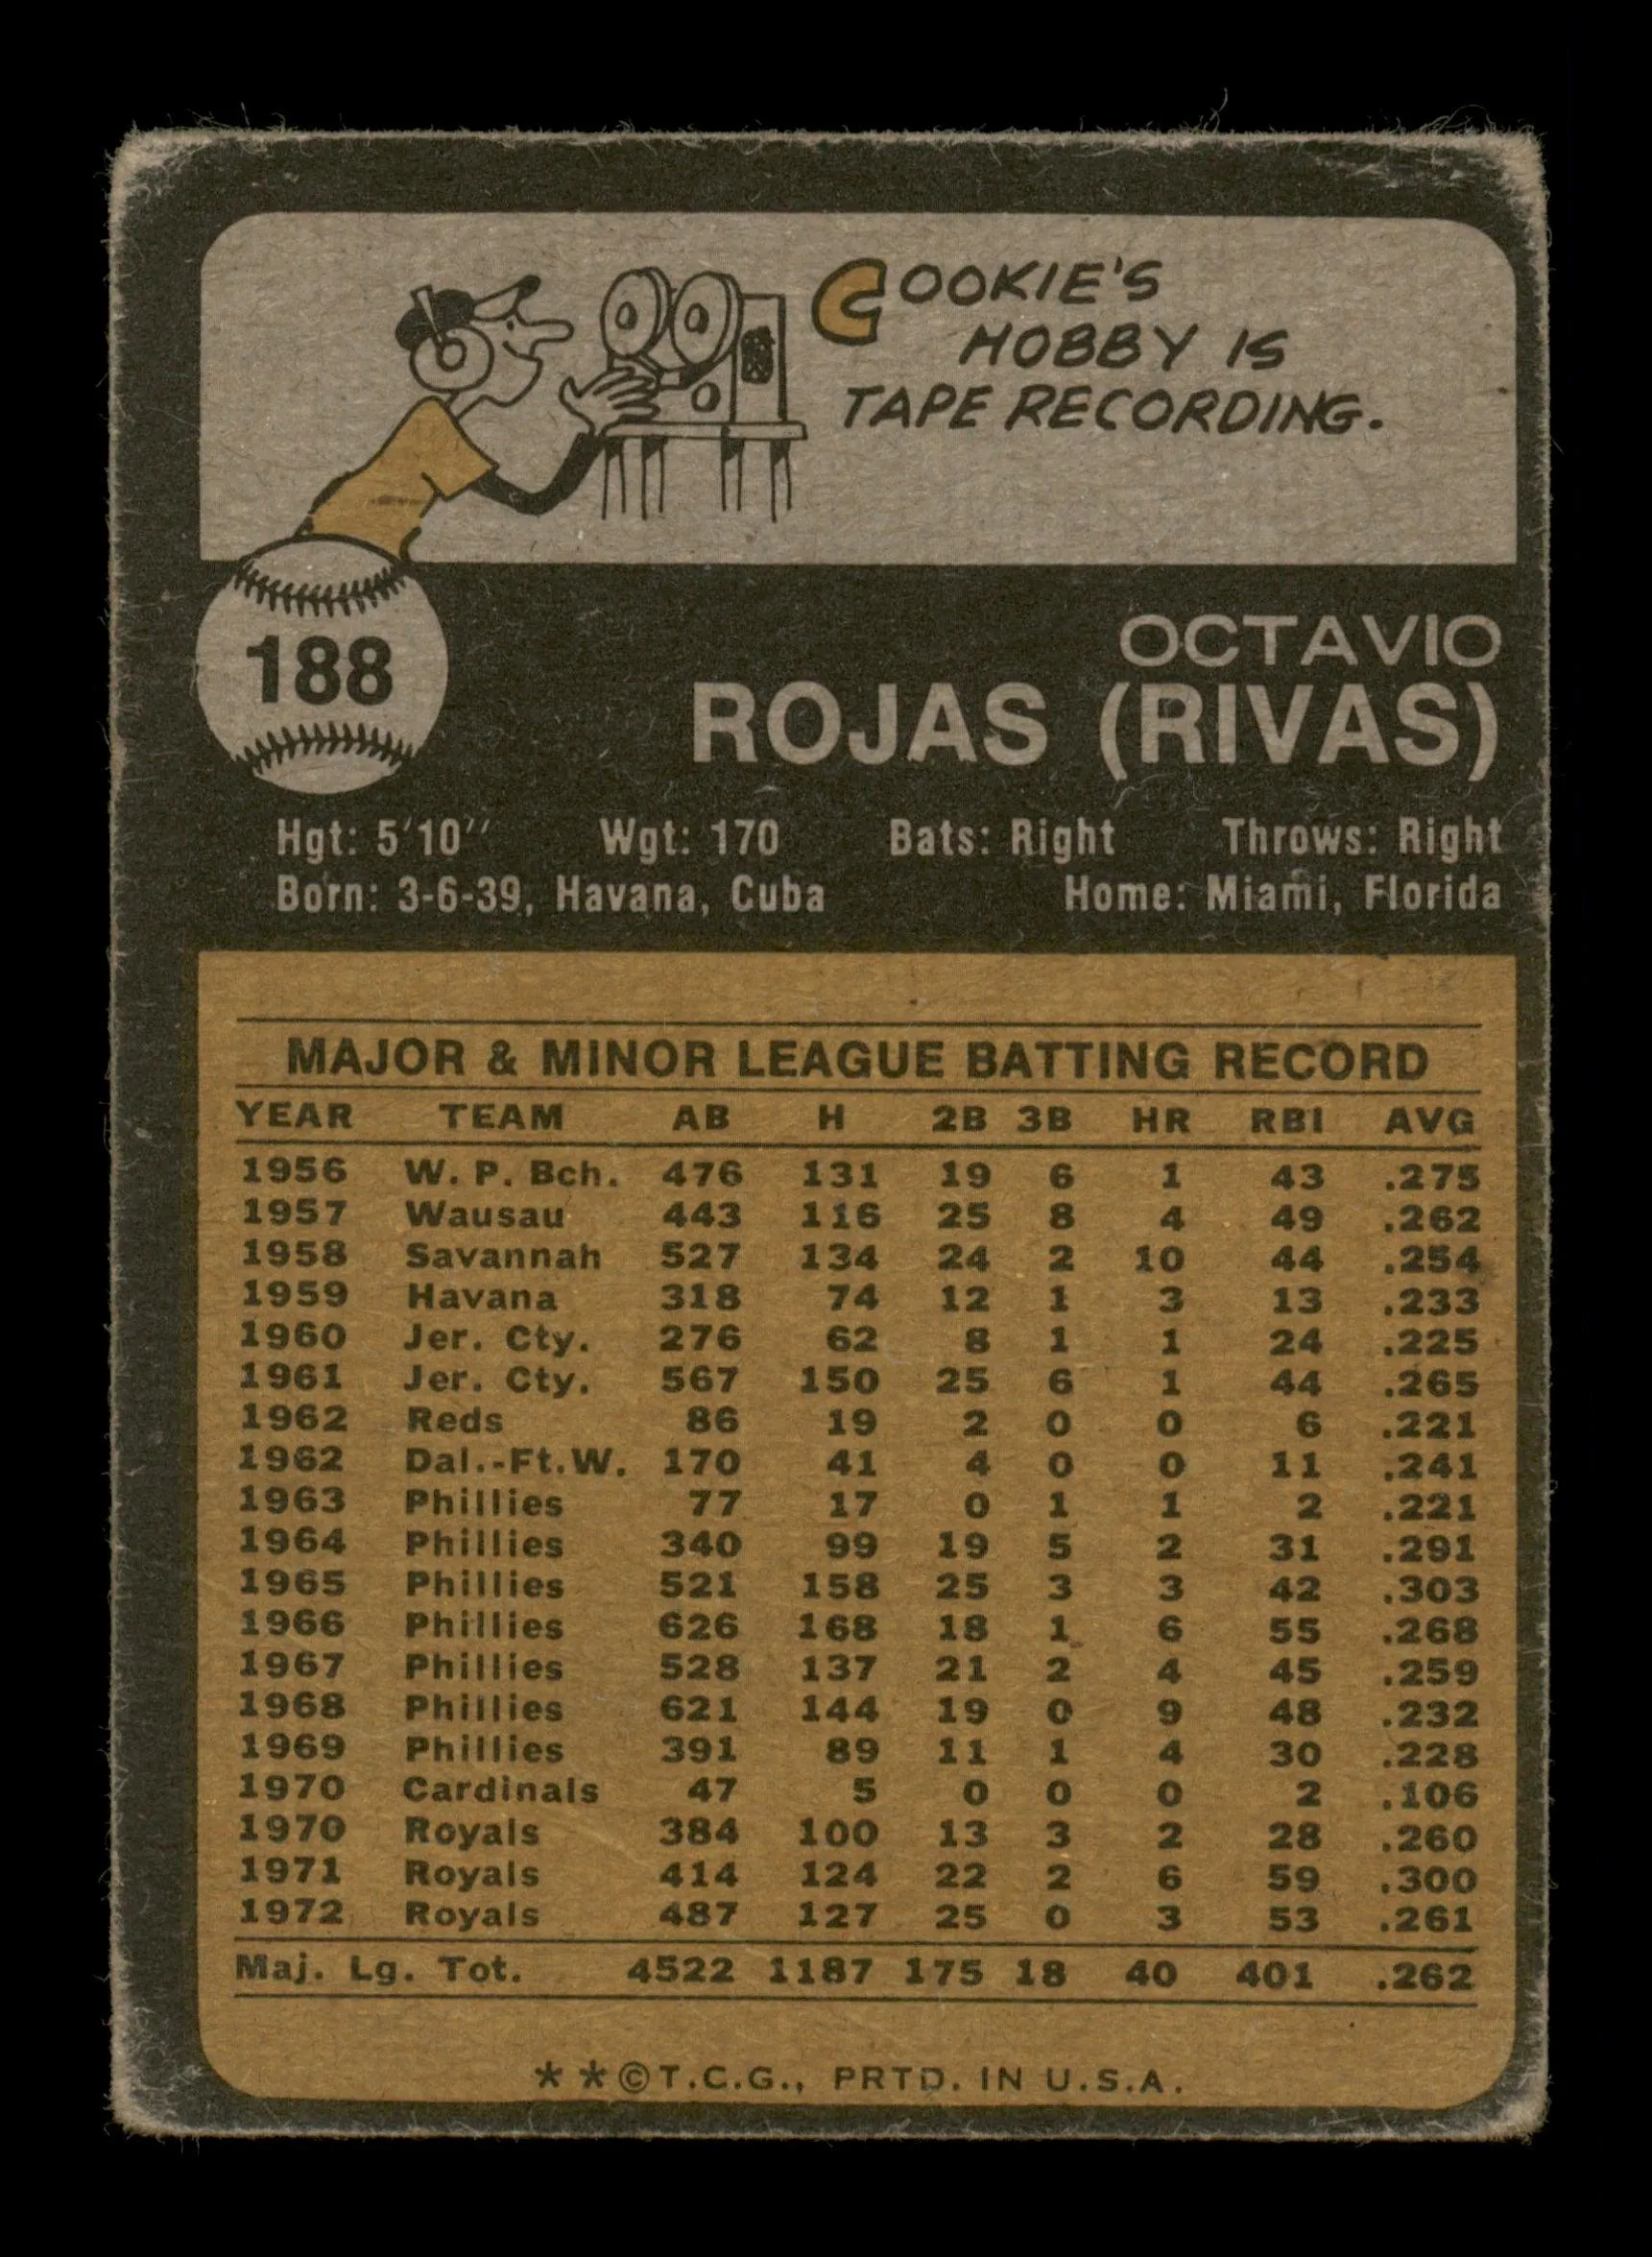 COOKIE'S
HOBBY IS
TAPE RECORDING.
188
OCTAVIO
ROJAS (RIVAS)
Hgt: 5'10" Wgt: 170 Bats: Right Throws: Right
Born: 3-6-39, Havana, Cuba Home: Miami, Florida
MAJOR & MINOR LEAGUE BATTING RECORD
YEAR TEAM AB H 2B 3B HR RBI AVG
1956 W. P. Bch. 476 131 19 6 1 43 .275
1957 Wausau 443 116 25 8 4 49 .262
1958 Savannah 527 134 24 2 10 44 .254
1959 Havana 318 74 12 1 3 13 .233
1960 Jer. Cty. 276 62 8 1 1 24 .225
1961 Jer. Cty. 567 150 25 6 1 44 .265
1962 Reds 86 19 2 0 0 6 .221
1962 Dal.-Ft.W. 170 41 4 0 0 11 .241
1963 Phillies 77 17 0 1 1 2 .221
1964 Phillies 340 99 19 5 2 31 .291
1965 Phillies 521 158 25 3 3 42 .303
1966 Phillies 626 168 18 1 6 55 .268
1967 Phillies 528 137 21 2 4 45 .259
1968 Phillies 621 144 19 0 9 48 .232
1969 Phillies 391 89 11 1 4 30 .228
1970 Cardinals 47 5 0 0 0 2 .106
1970 Royals 384 100 13 3 2 28 .260
1971 Royals 414 124 22 2 6 59 .300
1972 Royals 487 127 25 0 3 53 .261
Maj. Lg. Tot. 4522 1187 175 18 40 401 .262
**©T.C.G., PRTD. IN U.S.A.